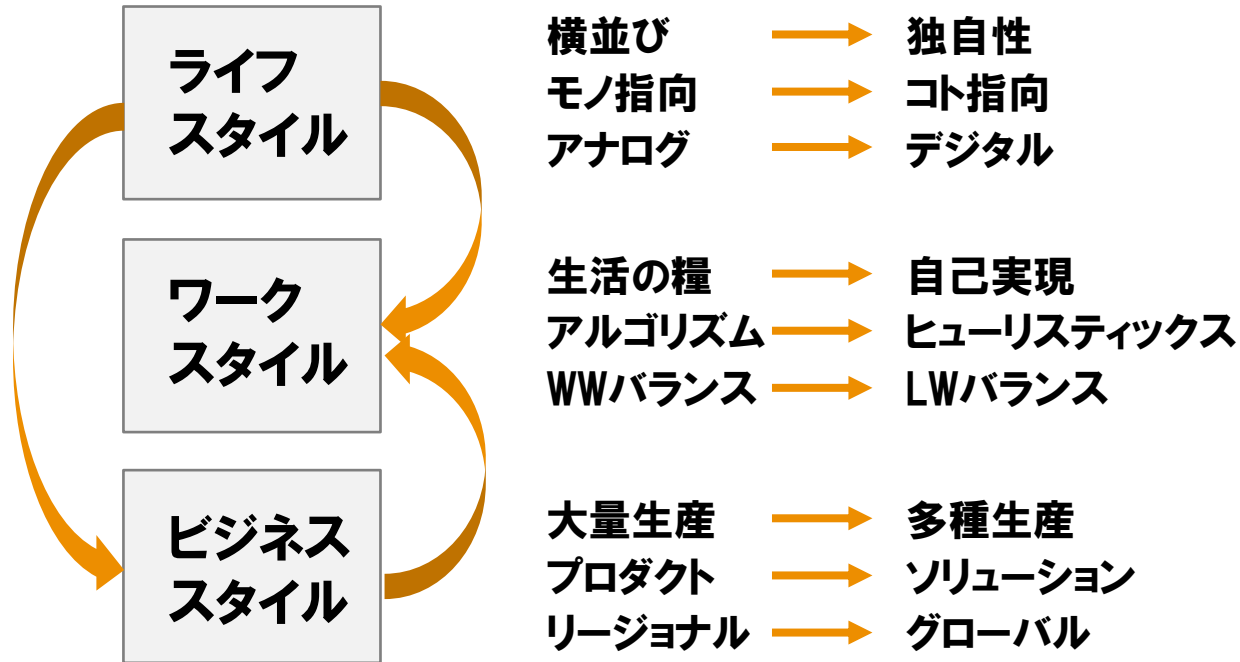 ライフ
スタイル
横並び → 独自性
モノ指向 → コト指向
アナログ → デジタル
ワーク
スタイル
生活の糧 → 自己実現
アルゴリズム → ヒューリスティックス
WWバランス → LWバランス
ビジネス
スタイル
大量生産 → 多種生産
プロダクト → ソリューション
リージョナル → グローバル